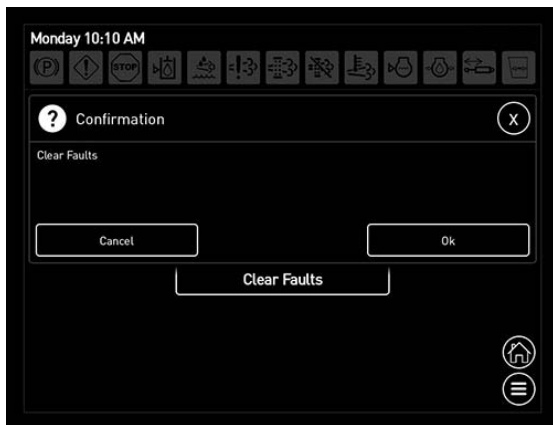 Monday 10:10 AM
(P)
STOP
? Confirmation
X
Clear Faults
Cancel
Ok
Clear Faults